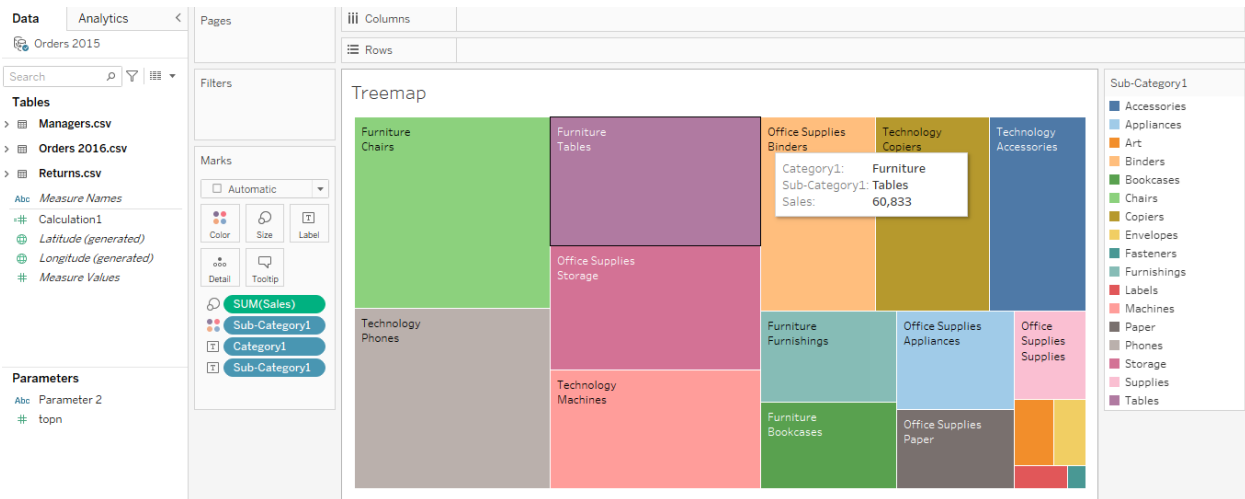 Data
Analytics
Orders 2015
Search
Tables
Managers.csv
Orders 2016.csv
Returns.csv
Abc Measure Names
Calculation1
Latitude (generated)
Longitude (generated)
# Measure Values
Parameters
Abc Parameter 2
# topn
Pages
Filters
Marks
Automatic
Color
Size
Label
Detail
Tooltip
SUM(Sales)
Sub-Category1
Category1
Sub-Category1
Columns
Rows
Treemap
Furniture
Chairs
Furniture
Tables
Office Supplies
Binders
Technology
Copiers
Technology
Accessories
Category1: Furniture
Sub-Category1: Tables
Sales: 60,833
Office Supplies
Storage
Technology
Phones
Technology
Machines
Furniture
Furnishings
Office Supplies
Appliances
Office
Supplies
Supplies
Furniture
Bookcases
Office Supplies
Paper
Sub-Category1
Accessories
Appliances
Art
Binders
Bookcases
Chairs
Copiers
Envelopes
Fasteners
Furnishings
Labels
Machines
Paper
Phones
Storage
Supplies
Tables